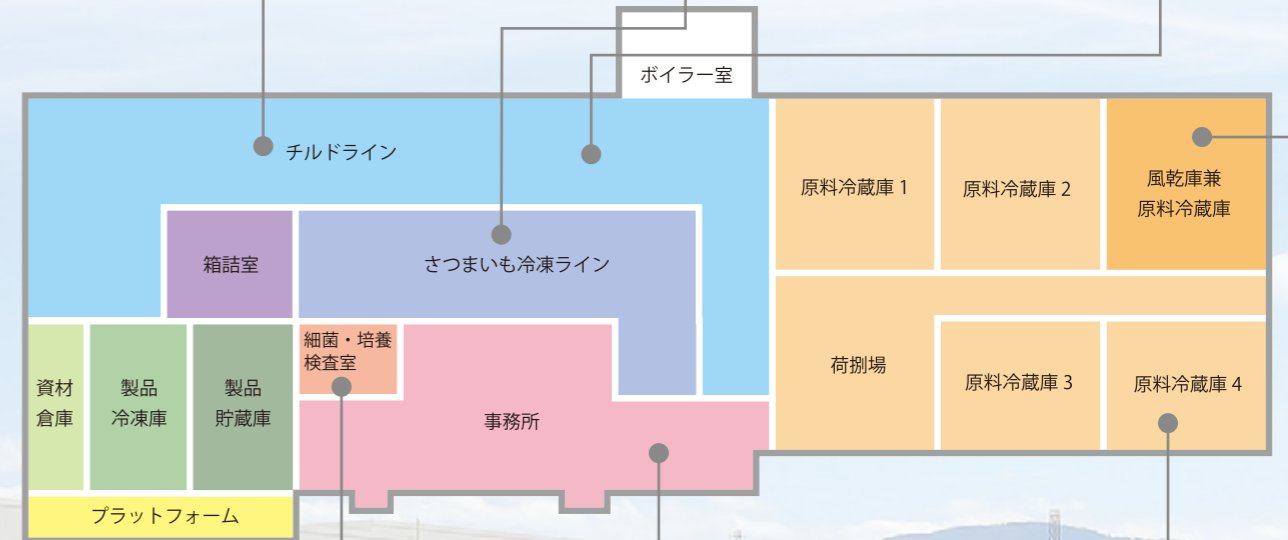 ボイラー室
チルドライン
原料冷蔵庫 1
原料冷蔵庫 2
風乾庫兼
原料冷蔵庫
箱詰室
さつまいも冷凍ライン
細菌・培養
検査室
資材
倉庫
製品
冷凍庫
製品
貯蔵庫
事務所
荷捌場
原料冷蔵庫 3
原料冷蔵庫 4
プラットフォーム